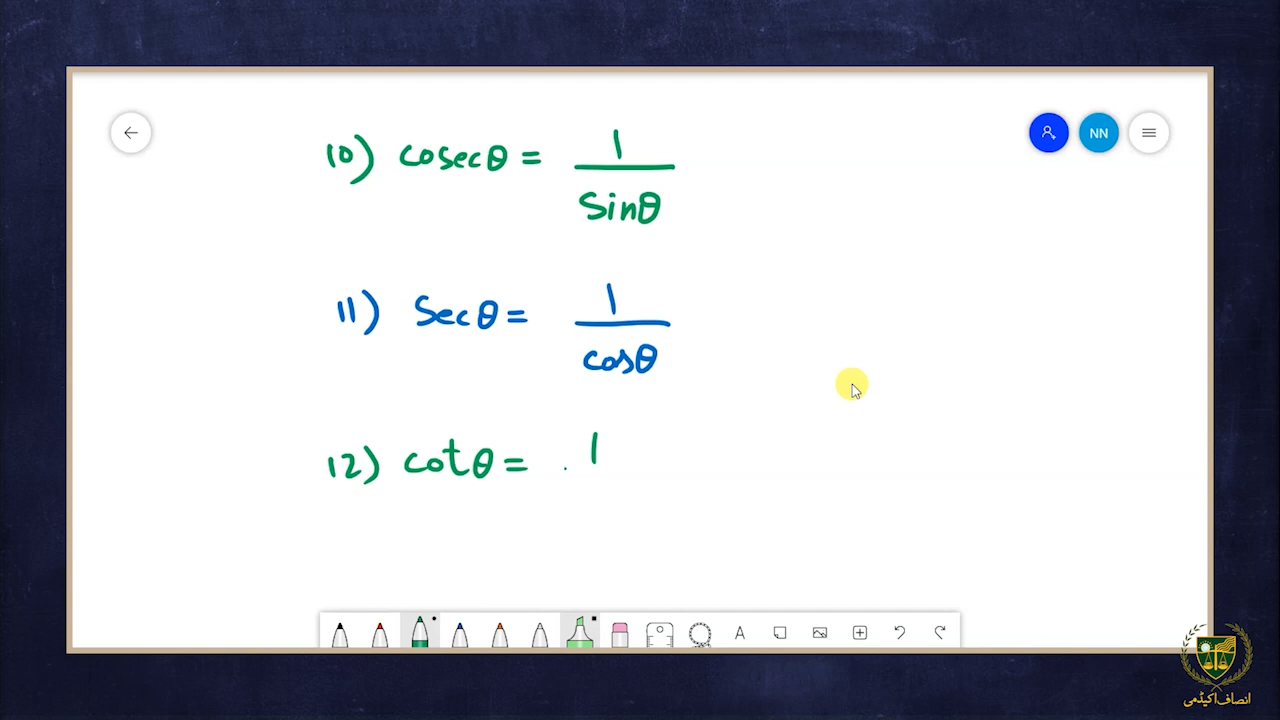 10) cosecθ = 1
sinθ
NN
11) Secθ = 1
cosθ
12) cotθ = 1
A
انصاف اکیڈمی